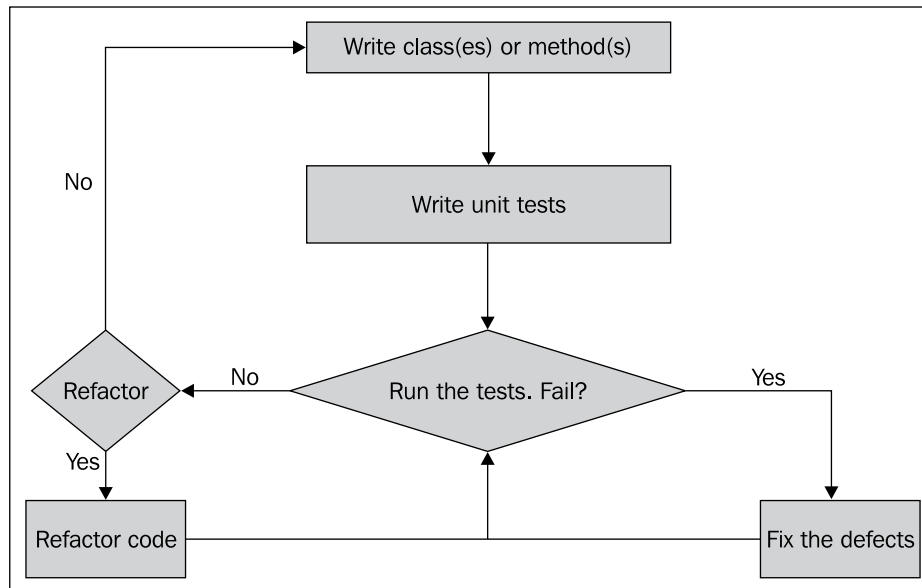 Write class(es) or method(s)
No
Write unit tests
Refactor
No
Run the tests. Fail?
Yes
Yes
Refactor code
Fix the defects